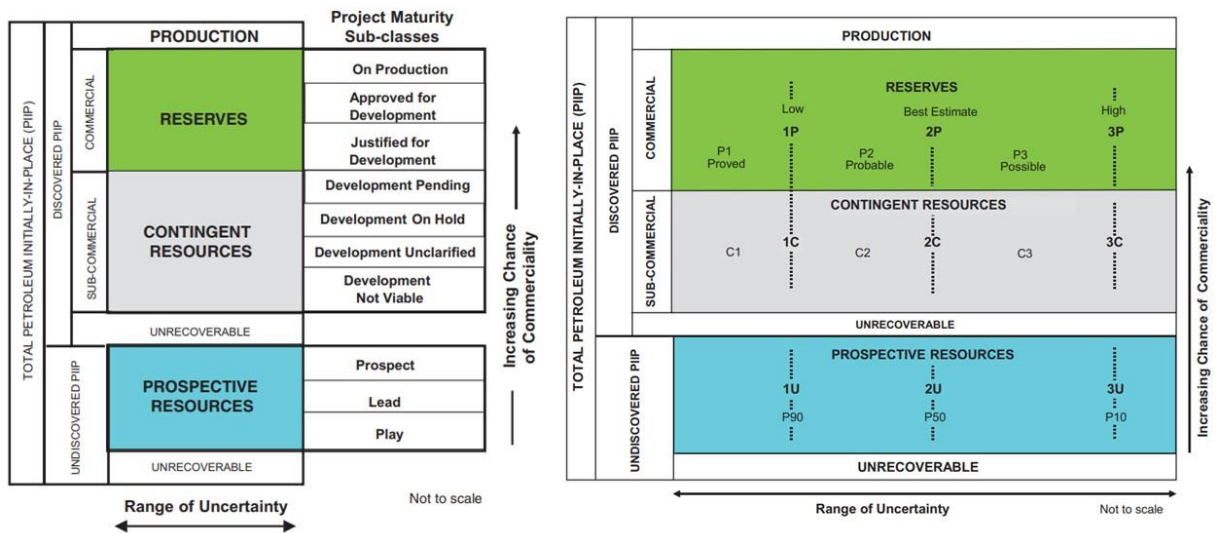 Project Maturity
Sub-classes
TOTAL PETROLEUM INITIALLY-IN-PLACE (PIIP)
DISCOVERED PIIP
COMMERCIAL
PRODUCTION
RESERVES
On Production
Approved for
Development
Justified for
Development
SUB-COMMERCIAL
CONTINGENT
RESOURCES
Development Pending
Development On Hold
Development Unclarified
Development
Not Viable
UNRECOVERABLE
UNDISCOVERED PIIP
PROSPECTIVE
RESOURCES
Prospect
Lead
Play
UNRECOVERABLE
Increasing Chance
of Commerciality
Range of Uncertainty
Not to scale
TOTAL PETROLEUM INITIALLY-IN-PLACE (PIIP)
DISCOVERED PIIP
COMMERCIAL
PRODUCTION
RESERVES
Low
Best Estimate
High
1P
2P
3P
P1
Proved
P2
Probable
P3
Possible
SUB-COMMERCIAL
CONTINGENT RESOURCES
1C
2C
3C
C1
C2
C3
UNRECOVERABLE
UNDISCOVERED PIIP
PROSPECTIVE RESOURCES
1U
2U
3U
P90
P50
P10
UNRECOVERABLE
Increasing Chance of Commerciality
Range of Uncertainty
Not to scale